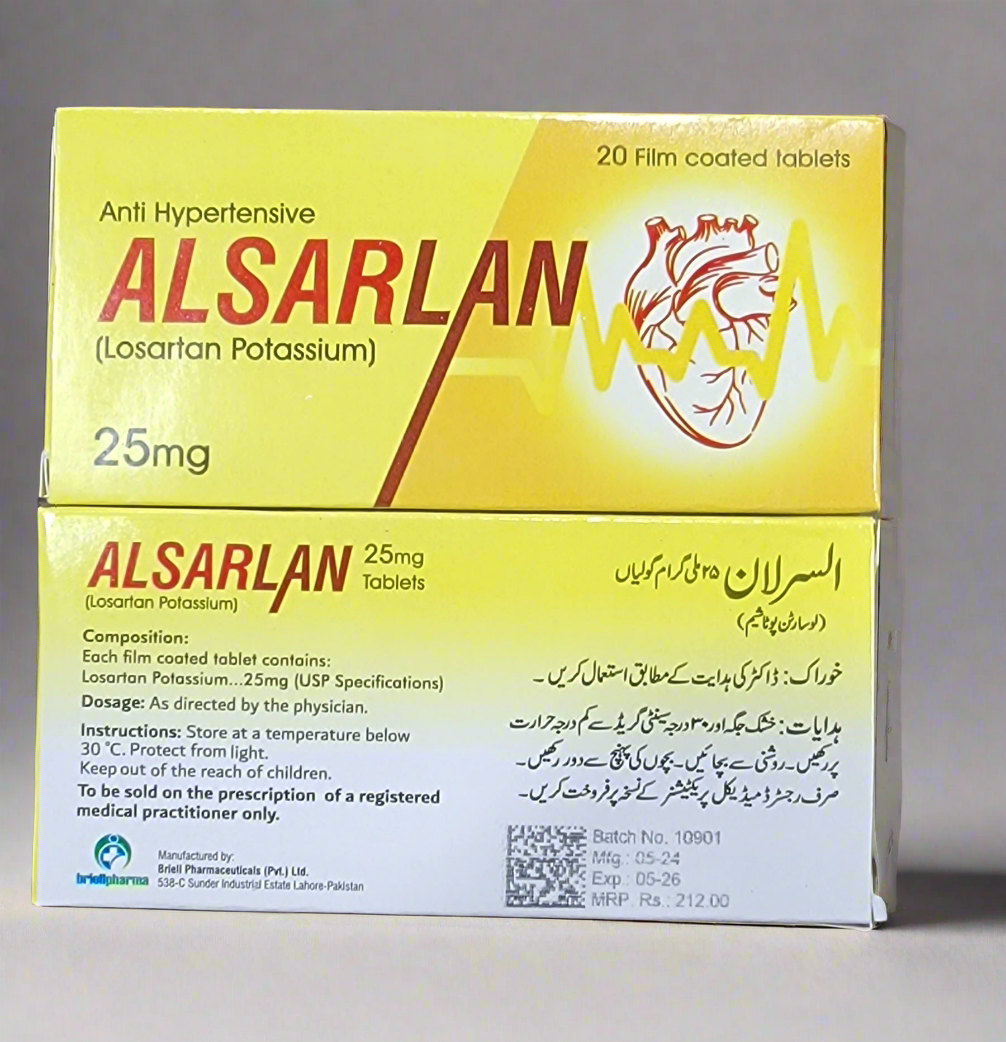 20 Film coated tablets
Anti Hypertensive
ALSARLAN
(Losartan Potassium)
25mg
ALSARLAN 25mg
Tablets
(Losartan Potassium)
Composition:
Each film coated tablet contains:
Losartan Potassium...25mg (USP Specifications)
Dosage: As directed by the physician.
Instructions: Store at a temperature below
30 °C. Protect from light.
Keep out of the reach of children.
To be sold on the prescription of a registered
medical practitioner only.
briellpharma
Manufactured by:
Briell Pharmaceuticals (Pvt.) Ltd.
538-C Sunder Industrial Estate Lahore-Pakistan
السرلان ۲۵ ملی گرام گولیاں
(لوسارٹن پوٹاشیم)
خوراک: ڈاکٹر کی ہدایت کے مطابق استعمال کریں ۔
ہدایات: خشک جگہ اور ۳۰ درجہ سینٹی گریڈ سے کم درجہ حرارت
پر رکھیں۔ روشنی سے بچائیں۔ بچوں کی پہنچ سے دور رکھیں۔
صرف رجسٹرڈ میڈیکل پریکٹیشنر کے نسخہ پر فروخت کریں۔
Batch No. 10901
Mfg.: 05-24
Exp.: 05-26
MRP. Rs.: 212.00